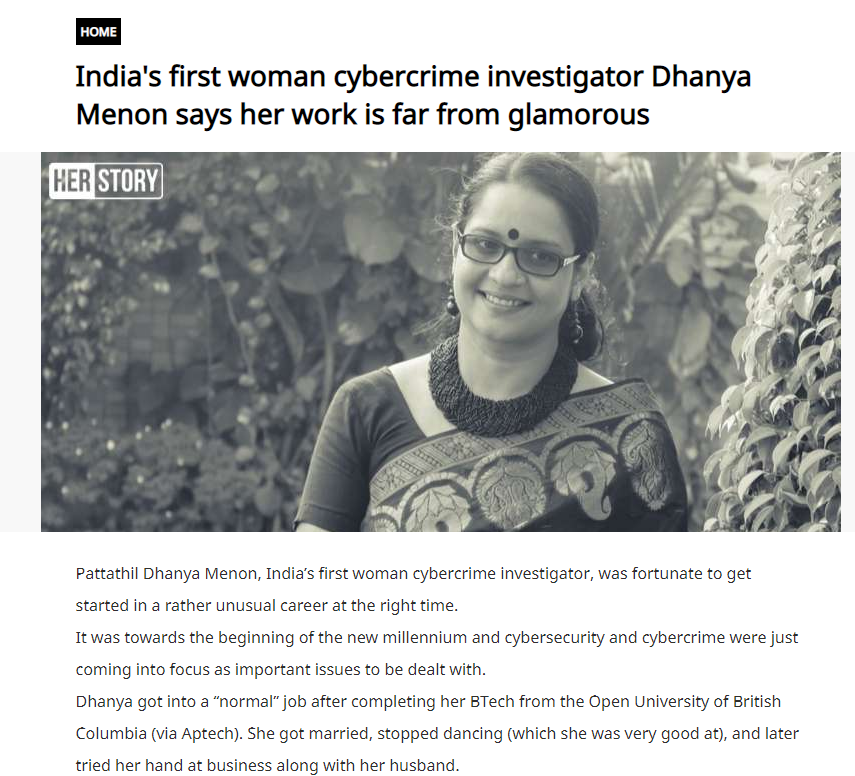 HOME
India's first woman cybercrime investigator Dhanya
Menon says her work is far from glamorous
HER STORY
Pattathil Dhanya Menon, India’s first woman cybercrime investigator, was fortunate to get
started in a rather unusual career at the right time.
It was towards the beginning of the new millennium and cybersecurity and cybercrime were just
coming into focus as important issues to be dealt with.
Dhanya got into a “normal” job after completing her BTech from the Open University of British
Columbia (via Aptech). She got married, stopped dancing (which she was very good at), and later
tried her hand at business along with her husband.